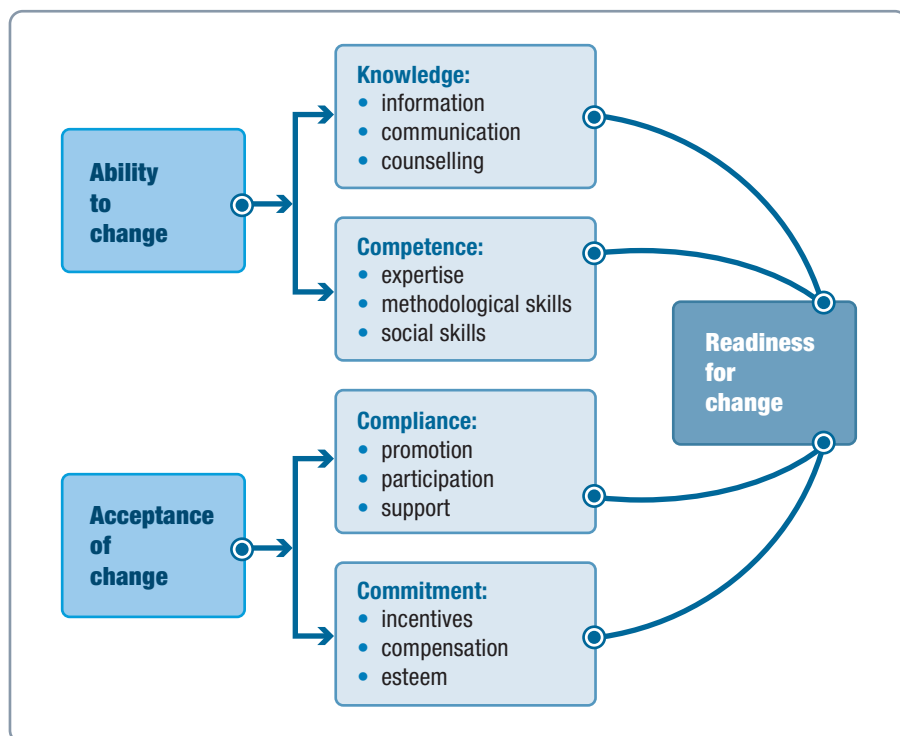 Ability
to
change
Knowledge:
• information
• communication
• counselling
Competence:
• expertise
• methodological skills
• social skills
Acceptance
of
change
Compliance:
• promotion
• participation
• support
Commitment:
• incentives
• compensation
• esteem
Readiness
for
change